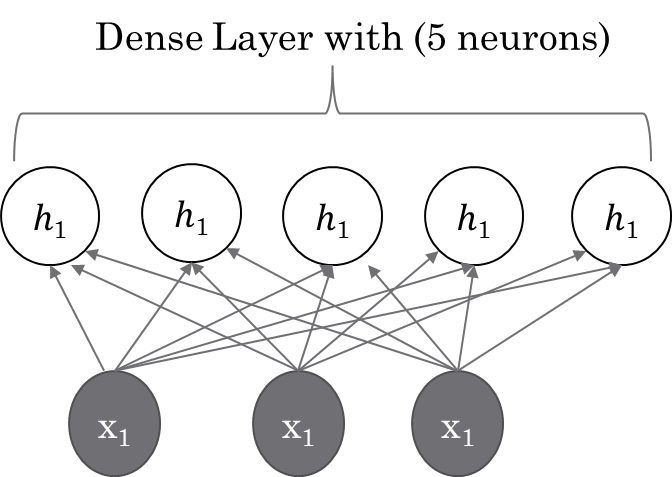 Dense Layer with (5 neurons)
h₁ h₁ h₁ h₁ h₁
x₁ x₁ x₁